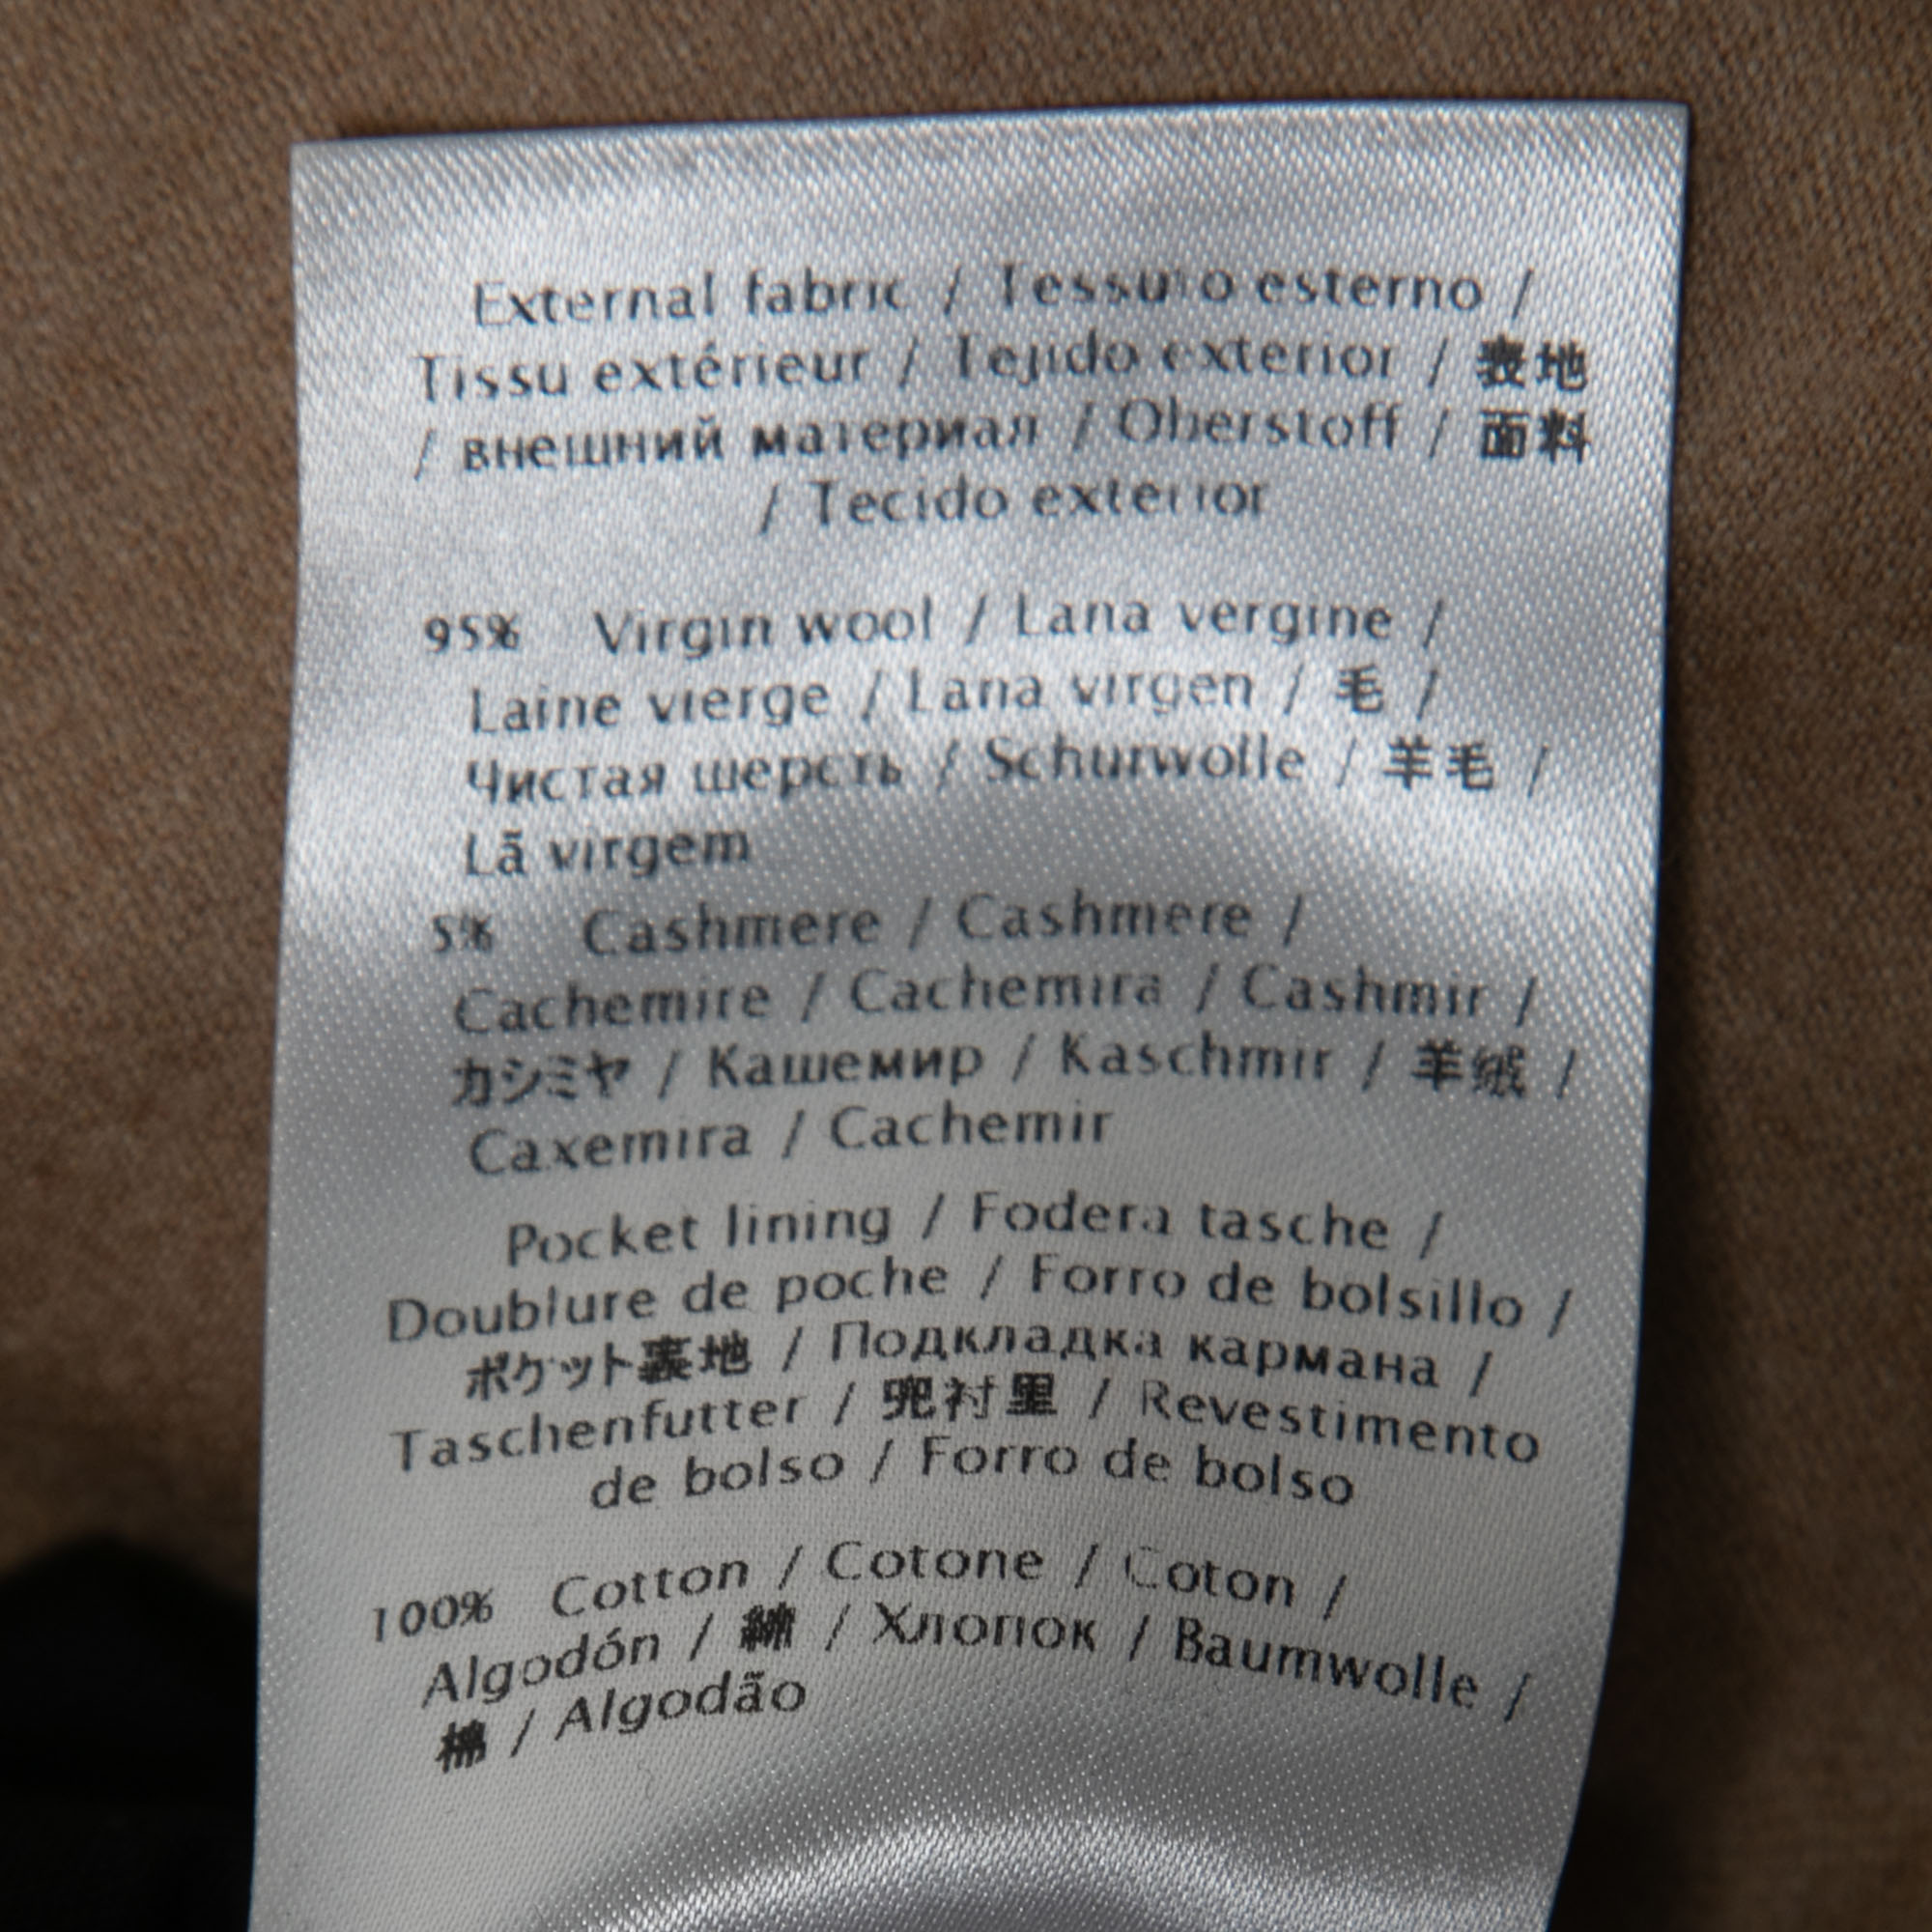 External fabric / Tessuto esterno /
Tissu extérieur / Tejido exterior / 表地
/ внешний материал / Oberstoff / 面料
/ Tecido exterior
95% Virgin wool / Lana vergine /
Laine vierge / Lana virgen / 毛 /
Чистая шерсть / Schurwolle / 羊毛 /
Lã virgem
5% Cashmere / Cashmere /
Cachemire / Cachemira / Cashmir /
カシミヤ / Кашемир / Kaschmir / 羊绒 /
Caxemira / Cachemir
Pocket lining / Fodera tasche /
Doublure de poche / Forro de bolsillo /
ポケット裏地 / Подкладка кармана /
Taschenfutter / 兜衬里 / Revestimento
de bolso / Forro de bolso
100% Cotton / Cotone / Coton /
Algodón / 綿 / Хлопок / Baumwolle /
棉 / Algodão